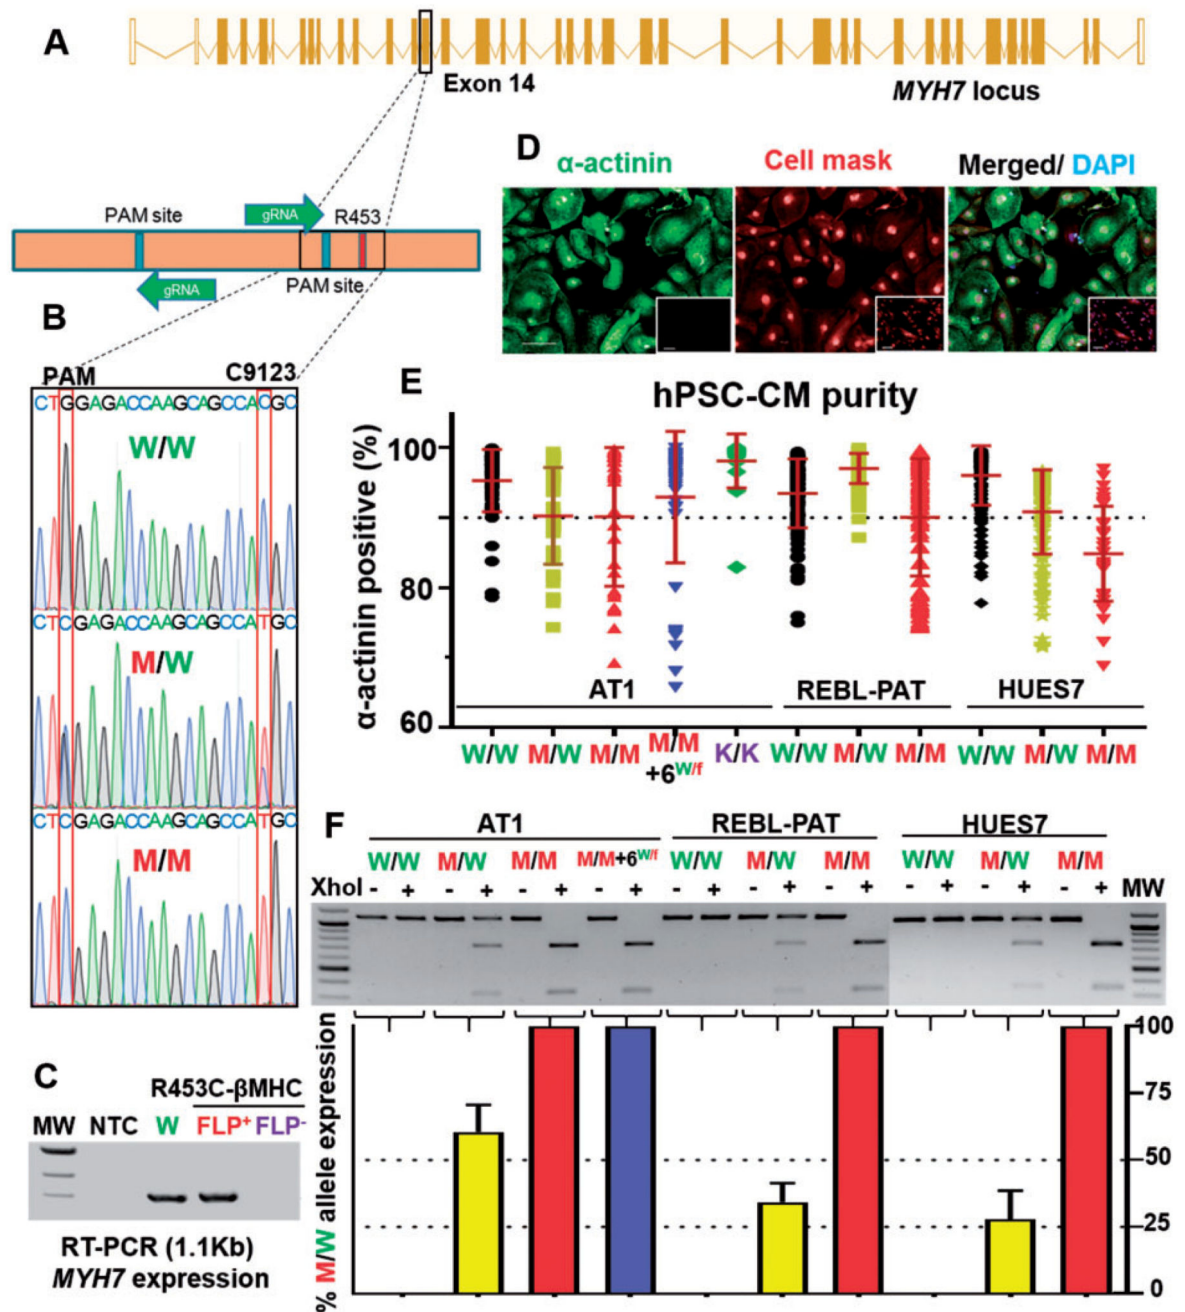 A
Exon 14
MYH7 locus
PAM site
gRNA
R453
gRNA
PAM site
B
PAM
C9123
CTGGAGACCAAGCAGCCACGC
W/W
CTCGAGACCAAGCAGCCATGC
M/W
CTCGAGACCAAGCAGCCATGC
M/M
C
R453C-βMHC
MW NTC W FLP+ FLP-
RT-PCR (1.1Kb)
MYH7 expression
D
α-actinin
Cell mask
Merged/ DAPI
E
hPSC-CM purity
α-actinin positive (%)
100
80
60
AT1
REBL-PAT
HUES7
W/W M/W M/M M/M +6W/f K/K W/W M/W M/M W/W M/W M/M
F
AT1 REBL-PAT HUES7
W/W M/W M/M M/M+6W/f W/W M/W M/M W/W M/W M/M
XhoI - + - + - + - + - + - + - + - + - + - + MW
% M/W allele expression
100
75
50
25
0